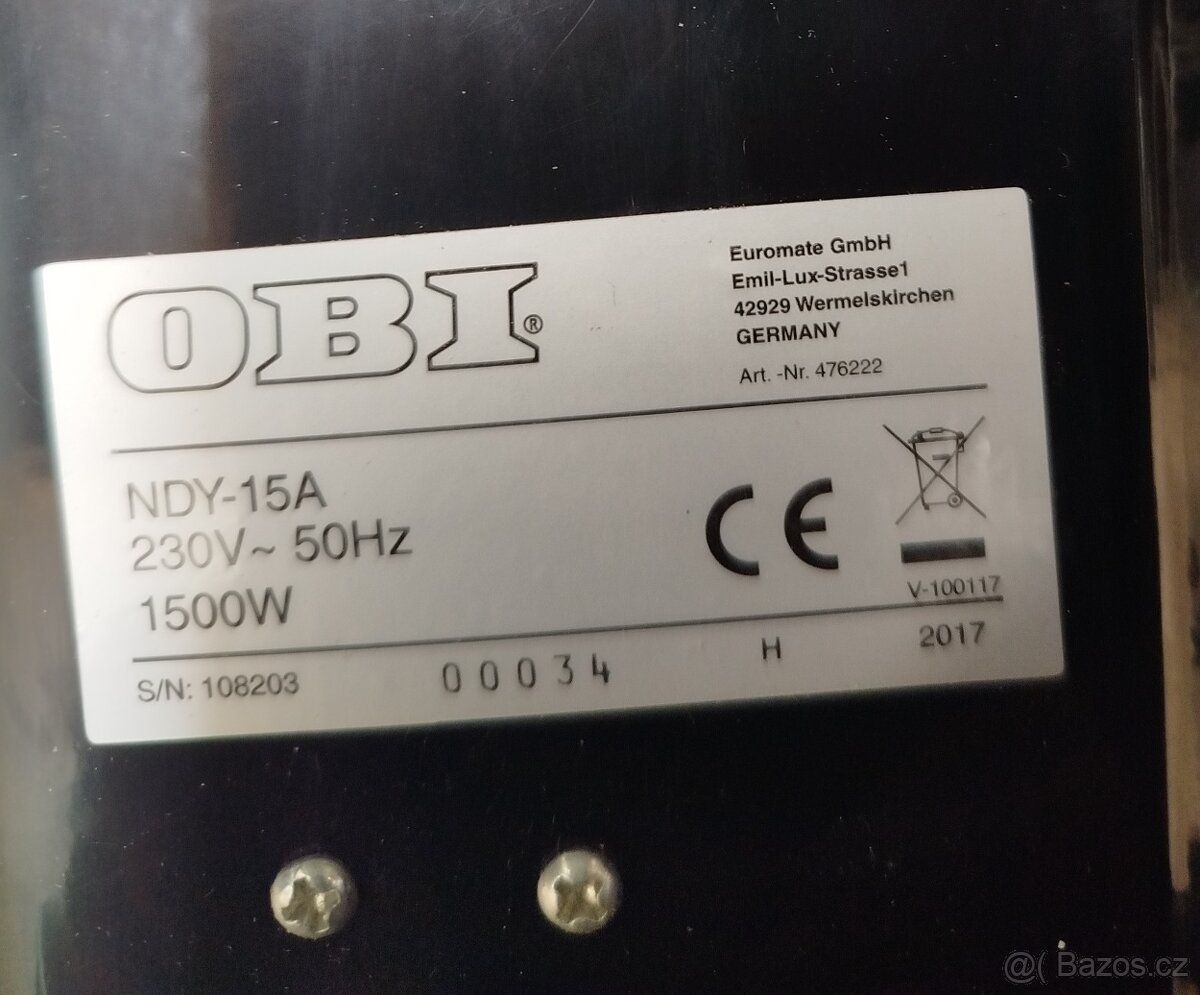 OBI®
Euromate GmbH
Emil-Lux-Strasse1
42929 Wermelskirchen
GERMANY
Art. -Nr. 476222
NDY-15A
230V~ 50Hz
1500W
CE
V-100117
S/N: 108203 00034 H 2017
@( Bazos.cz